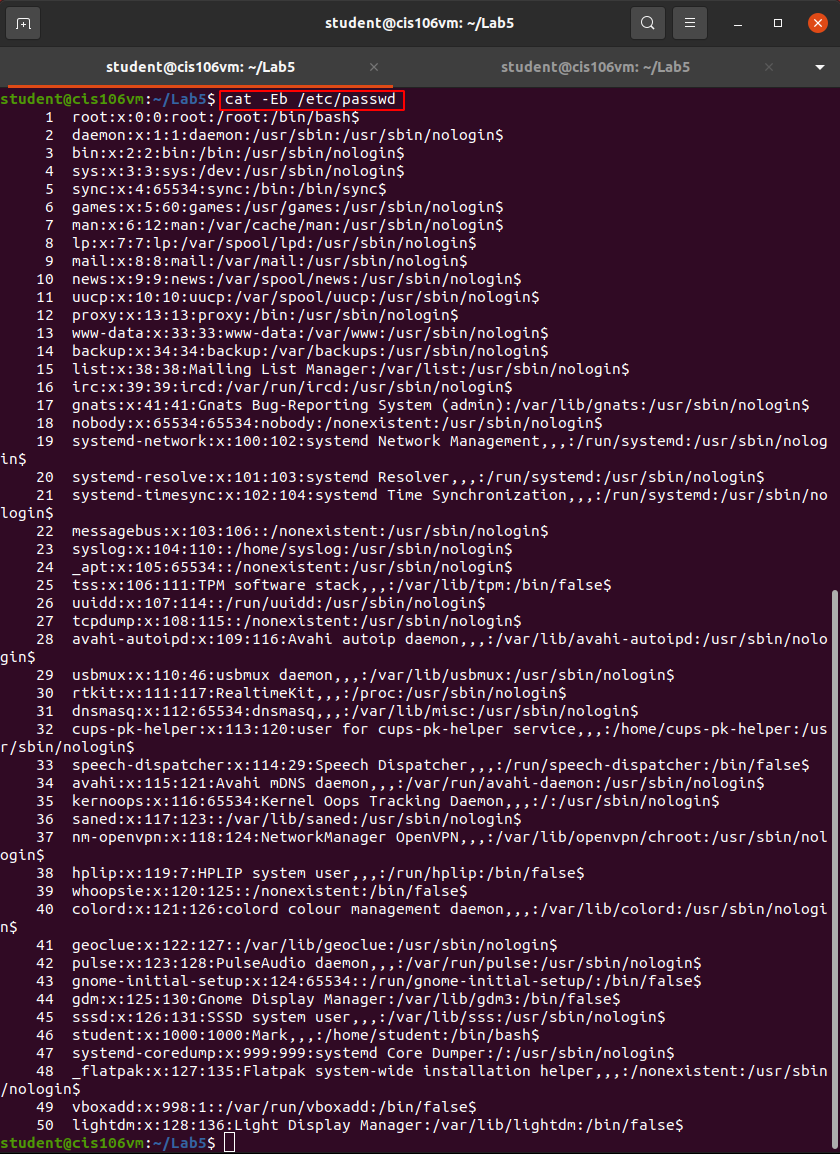 student@cis106vm: ~/Lab5
student@cis106vm: ~/Lab5 × student@cis106vm: ~/Lab5 ×
student@cis106vm:~/Lab5$ cat -Eb /etc/passwd
     1  root:x:0:0:root:/root:/bin/bash$
     2  daemon:x:1:1:daemon:/usr/sbin:/usr/sbin/nologin$
     3  bin:x:2:2:bin:/bin:/usr/sbin/nologin$
     4  sys:x:3:3:sys:/dev:/usr/sbin/nologin$
     5  sync:x:4:65534:sync:/bin:/bin/sync$
     6  games:x:5:60:games:/usr/games:/usr/sbin/nologin$
     7  man:x:6:12:man:/var/cache/man:/usr/sbin/nologin$
     8  lp:x:7:7:lp:/var/spool/lpd:/usr/sbin/nologin$
     9  mail:x:8:8:mail:/var/mail:/usr/sbin/nologin$
    10  news:x:9:9:news:/var/spool/news:/usr/sbin/nologin$
    11  uucp:x:10:10:uucp:/var/spool/uucp:/usr/sbin/nologin$
    12  proxy:x:13:13:proxy:/bin:/usr/sbin/nologin$
    13  www-data:x:33:33:www-data:/var/www:/usr/sbin/nologin$
    14  backup:x:34:34:backup:/var/backups:/usr/sbin/nologin$
    15  list:x:38:38:Mailing List Manager:/var/list:/usr/sbin/nologin$
    16  irc:x:39:39:ircd:/var/run/ircd:/usr/sbin/nologin$
    17  gnats:x:41:41:Gnats Bug-Reporting System (admin):/var/lib/gnats:/usr/sbin/nologin$
    18  nobody:x:65534:65534:nobody:/nonexistent:/usr/sbin/nologin$
    19  systemd-network:x:100:102:systemd Network Management,,,:/run/systemd:/usr/sbin/nolog
in$
    20  systemd-resolve:x:101:103:systemd Resolver,,,:/run/systemd:/usr/sbin/nologin$
    21  systemd-timesync:x:102:104:systemd Time Synchronization,,,:/run/systemd:/usr/sbin/no
login$
    22  messagebus:x:103:106::/nonexistent:/usr/sbin/nologin$
    23  syslog:x:104:110::/home/syslog:/usr/sbin/nologin$
    24  _apt:x:105:65534::/nonexistent:/usr/sbin/nologin$
    25  tss:x:106:111:TPM software stack,,,:/var/lib/tpm:/bin/false$
    26  uuidd:x:107:114::/run/uuidd:/usr/sbin/nologin$
    27  tcpdump:x:108:115::/nonexistent:/usr/sbin/nologin$
    28  avahi-autoipd:x:109:116:Avahi autoip daemon,,,:/var/lib/avahi-autoipd:/usr/sbin/nolo
gin$
    29  usbmux:x:110:46:usbmux daemon,,,:/var/lib/usbmux:/usr/sbin/nologin$
    30  rtkit:x:111:117:RealtimeKit,,,:/proc:/usr/sbin/nologin$
    31  dnsmasq:x:112:65534:dnsmasq,,,:/var/lib/misc:/usr/sbin/nologin$
    32  cups-pk-helper:x:113:120:user for cups-pk-helper service,,,:/home/cups-pk-helper:/us
r/sbin/nologin$
    33  speech-dispatcher:x:114:29:Speech Dispatcher,,,:/run/speech-dispatcher:/bin/false$
    34  avahi:x:115:121:Avahi mDNS daemon,,,:/var/run/avahi-daemon:/usr/sbin/nologin$
    35  kernoops:x:116:65534:Kernel Oops Tracking Daemon,,,:/:/usr/sbin/nologin$
    36  saned:x:117:123::/var/lib/saned:/usr/sbin/nologin$
    37  nm-openvpn:x:118:124:NetworkManager OpenVPN,,,:/var/lib/openvpn/chroot:/usr/sbin/nol
ogin$
    38  hplip:x:119:7:HPLIP system user,,,:/run/hplip:/bin/false$
    39  whoopsie:x:120:125::/nonexistent:/bin/false$
    40  colord:x:121:126:colord colour management daemon,,,:/var/lib/colord:/usr/sbin/nologi
n$
    41  geoclue:x:122:127::/var/lib/geoclue:/usr/sbin/nologin$
    42  pulse:x:123:128:PulseAudio daemon,,,:/var/run/pulse:/usr/sbin/nologin$
    43  gnome-initial-setup:x:124:65534::/run/gnome-initial-setup/:/bin/false$
    44  gdm:x:125:130:Gnome Display Manager:/var/lib/gdm3:/bin/false$
    45  sssd:x:126:131:SSSD system user,,,:/var/lib/sss:/usr/sbin/nologin$
    46  student:x:1000:1000:Mark,,,:/home/student:/bin/bash$
    47  systemd-coredump:x:999:999:systemd Core Dumper:/:/usr/sbin/nologin$
    48  _flatpak:x:127:135:Flatpak system-wide installation helper,,,:/nonexistent:/usr/sbin
/nologin$
    49  vboxadd:x:998:1::/var/run/vboxadd:/bin/false$
    50  lightdm:x:128:136:Light Display Manager:/var/lib/lightdm:/bin/false$
student@cis106vm:~/Lab5$